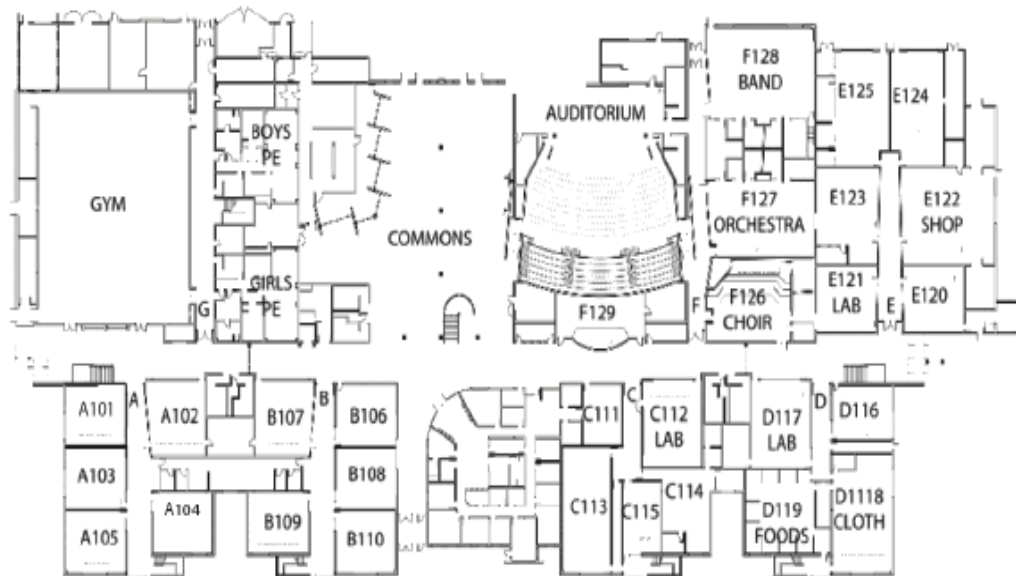 F128
BAND
E125
E124
AUDITORIUM
BOYS
PE
GYM
F127
ORCHESTRA
E123
E122
SHOP
COMMONS
GIRLS
PE
E121
LAB
E120
F126
CHOIR
F129
G
F
E
A101
A
A102
B107
B
B106
C111
C
C112
LAB
D117
LAB
D
D116
A103
B108
C113
C114
C115
D119
FOODS
D1118
CLOTH
A104
B109
A105
B110